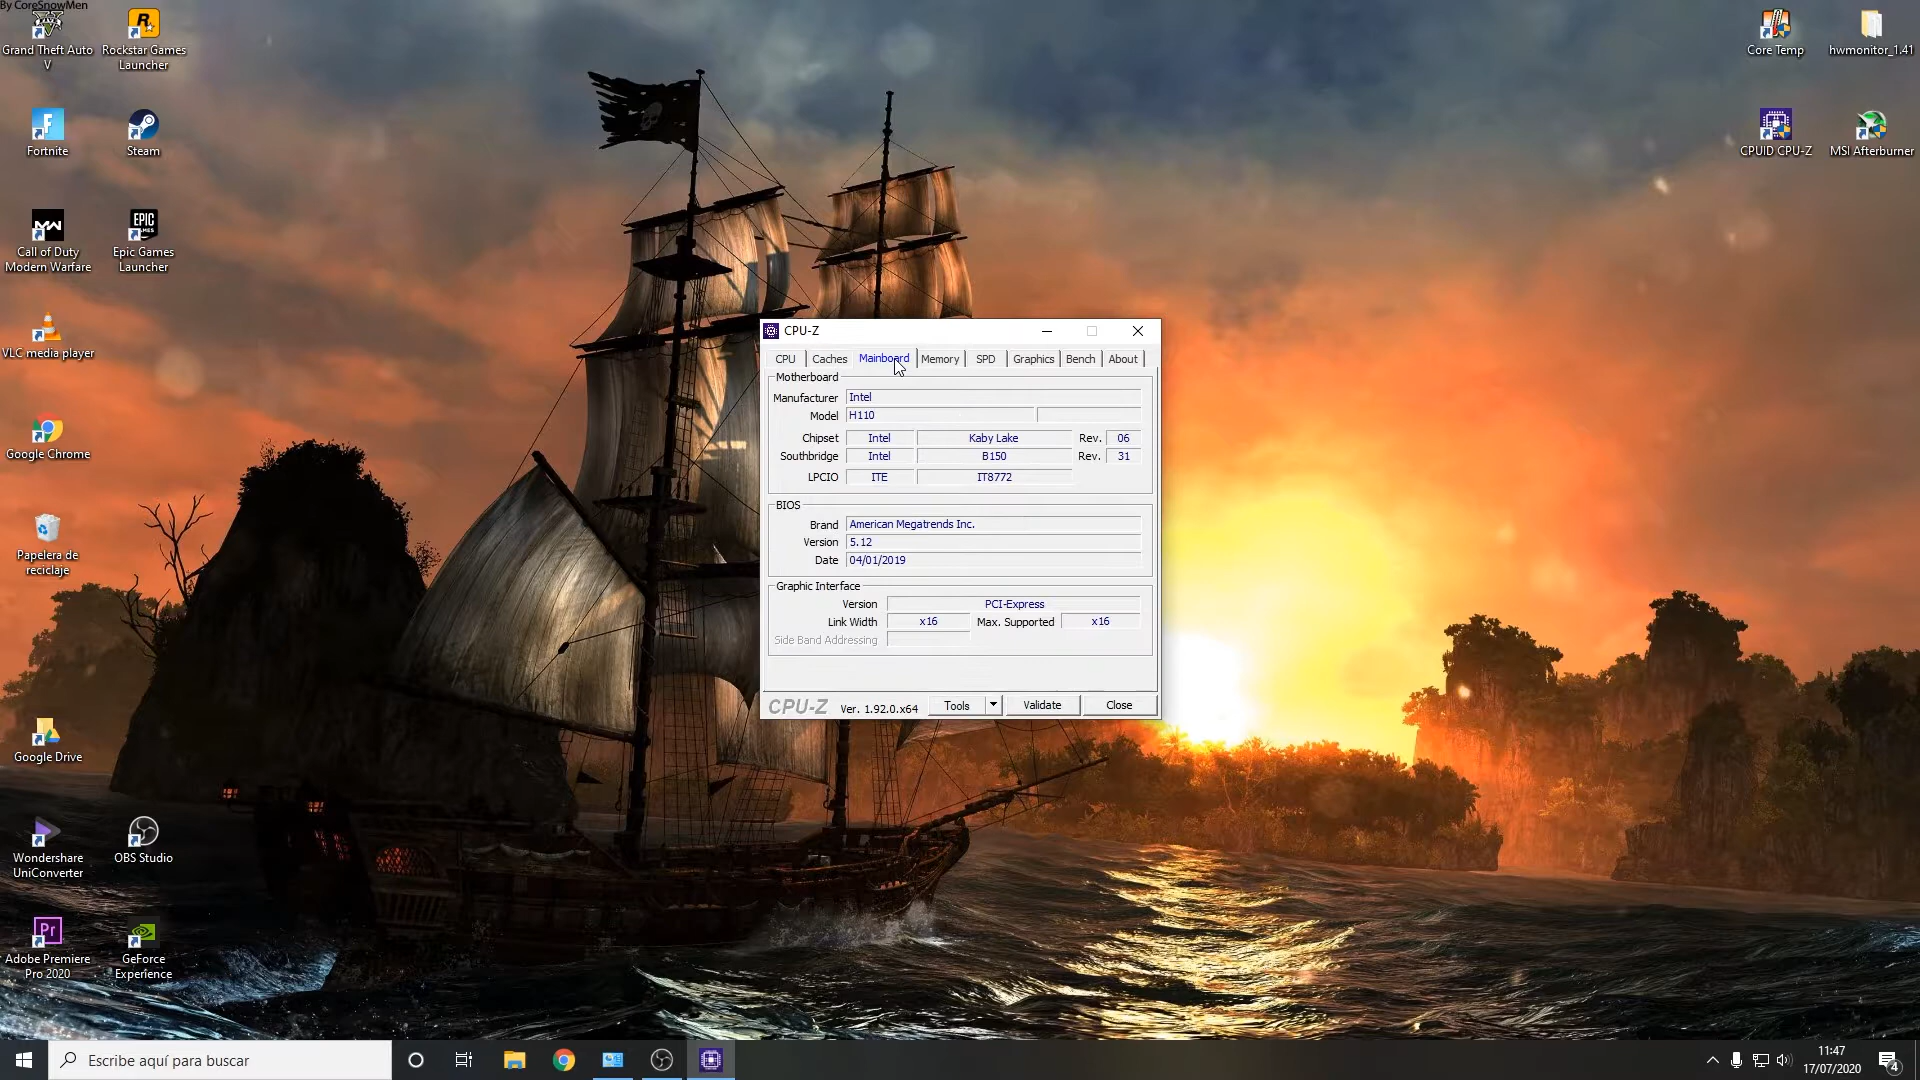 By CoreSnowMen
Grand Theft Auto
V
Rockstar Games
Launcher
Fortnite
Steam
Call of Duty
Modern Warfare
EPIC
GAMES
Epic Games
Launcher
VLC media player
Google Chrome
Papelera de
reciclaje
Google Drive
Wondershare
UniConverter
OBS Studio
Pr
Adobe Premiere
Pro 2020
GeForce
Experience
Core Temp
hwmonitor_1.41
CPUID CPU-Z
MSI Afterburner
CPU-Z
CPU Caches Mainboard Memory SPD Graphics Bench About
Motherboard
Manufacturer Intel
Model H110
Chipset Intel Kaby Lake Rev. 06
Southbridge Intel B150 Rev. 31
LPCIO ITE IT8772
BIOS
Brand American Megatrends Inc.
Version 5.12
Date 04/01/2019
Graphic Interface
Version PCI-Express
Link Width x16 Max. Supported x16
Side Band Addressing
CPU-Z Ver. 1.92.0.x64 Tools Validate Close
Escribe aquí para buscar
11:47
17/07/2020
4